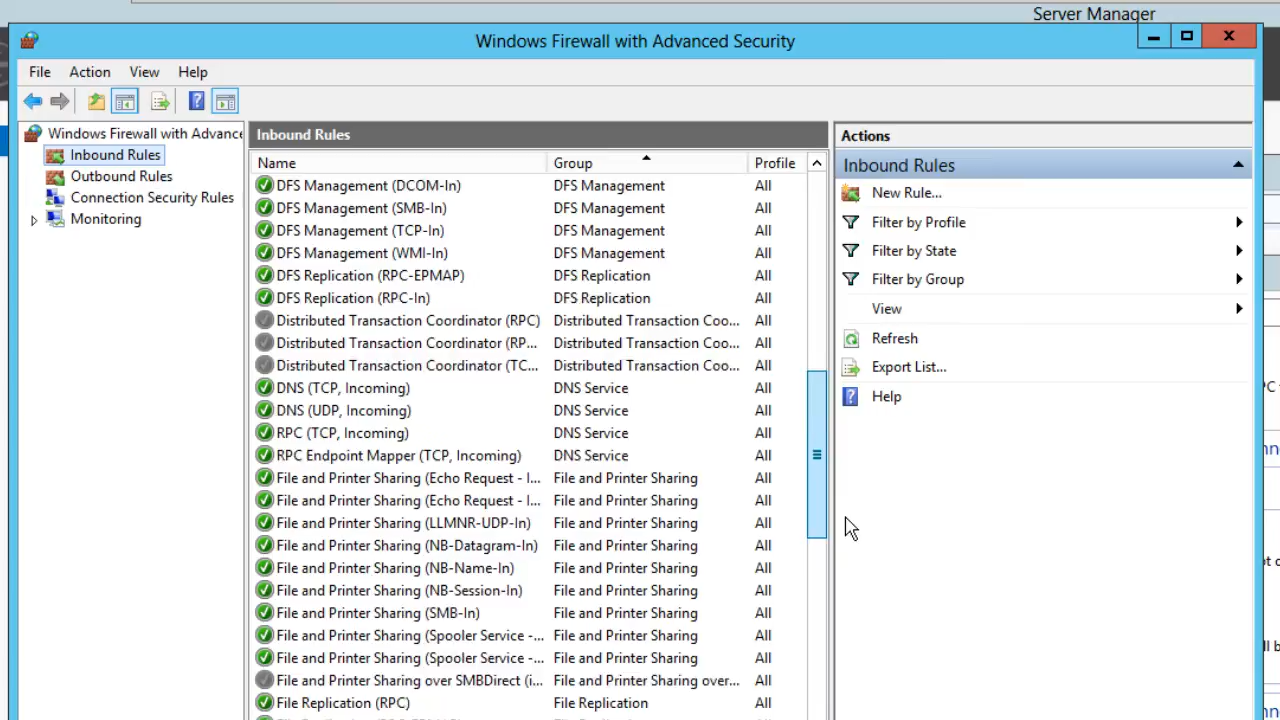 Server Manager
Windows Firewall with Advanced Security
File Action View Help
Windows Firewall with Advance
Inbound Rules
Outbound Rules
Connection Security Rules
Monitoring
Inbound Rules
Name Group Profile
DFS Management (DCOM-In) DFS Management All
DFS Management (SMB-In) DFS Management All
DFS Management (TCP-In) DFS Management All
DFS Management (WMI-In) DFS Management All
DFS Replication (RPC-EPMAP) DFS Replication All
DFS Replication (RPC-In) DFS Replication All
Distributed Transaction Coordinator (RPC) Distributed Transaction Coo... All
Distributed Transaction Coordinator (RP... Distributed Transaction Coo... All
Distributed Transaction Coordinator (TC... Distributed Transaction Coo... All
DNS (TCP, Incoming) DNS Service All
DNS (UDP, Incoming) DNS Service All
RPC (TCP, Incoming) DNS Service All
RPC Endpoint Mapper (TCP, Incoming) DNS Service All
File and Printer Sharing (Echo Request - I... File and Printer Sharing All
File and Printer Sharing (Echo Request - I... File and Printer Sharing All
File and Printer Sharing (LLMNR-UDP-In) File and Printer Sharing All
File and Printer Sharing (NB-Datagram-In) File and Printer Sharing All
File and Printer Sharing (NB-Name-In) File and Printer Sharing All
File and Printer Sharing (NB-Session-In) File and Printer Sharing All
File and Printer Sharing (SMB-In) File and Printer Sharing All
File and Printer Sharing (Spooler Service -... File and Printer Sharing All
File and Printer Sharing (Spooler Service -... File and Printer Sharing All
File and Printer Sharing over SMBDirect (i... File and Printer Sharing over... All
File Replication (RPC) File Replication All
Actions
Inbound Rules
New Rule...
Filter by Profile
Filter by State
Filter by Group
View
Refresh
Export List...
Help